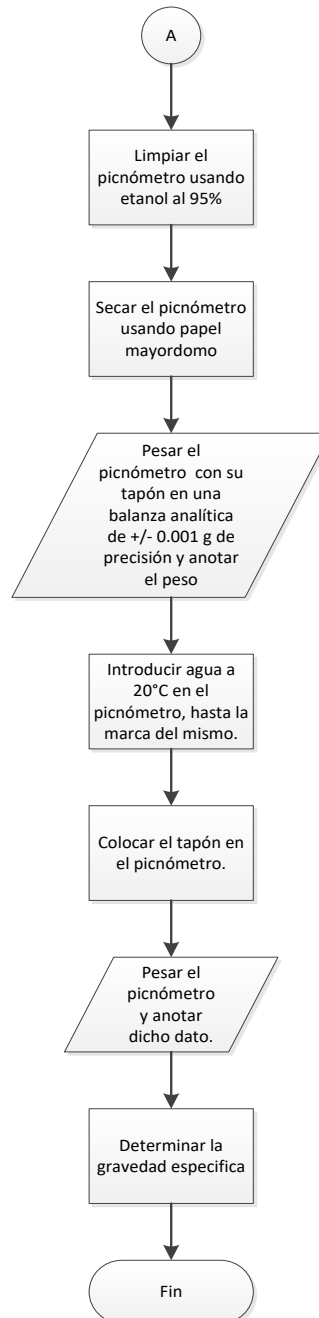 A
Limpiar el
picnómetro usando
etanol al 95%
Secar el picnómetro
usando papel
mayordomo
Pesar el
picnómetro con su
tapón en una
balanza analítica
de +/- 0.001 g de
precisión y anotar
el peso
Introducir agua a
20°C en el
picnómetro, hasta la
marca del mismo.
Colocar el tapón en
el picnómetro.
Pesar el
picnómetro
y anotar
dicho dato.
Determinar la
gravedad especifica
Fin